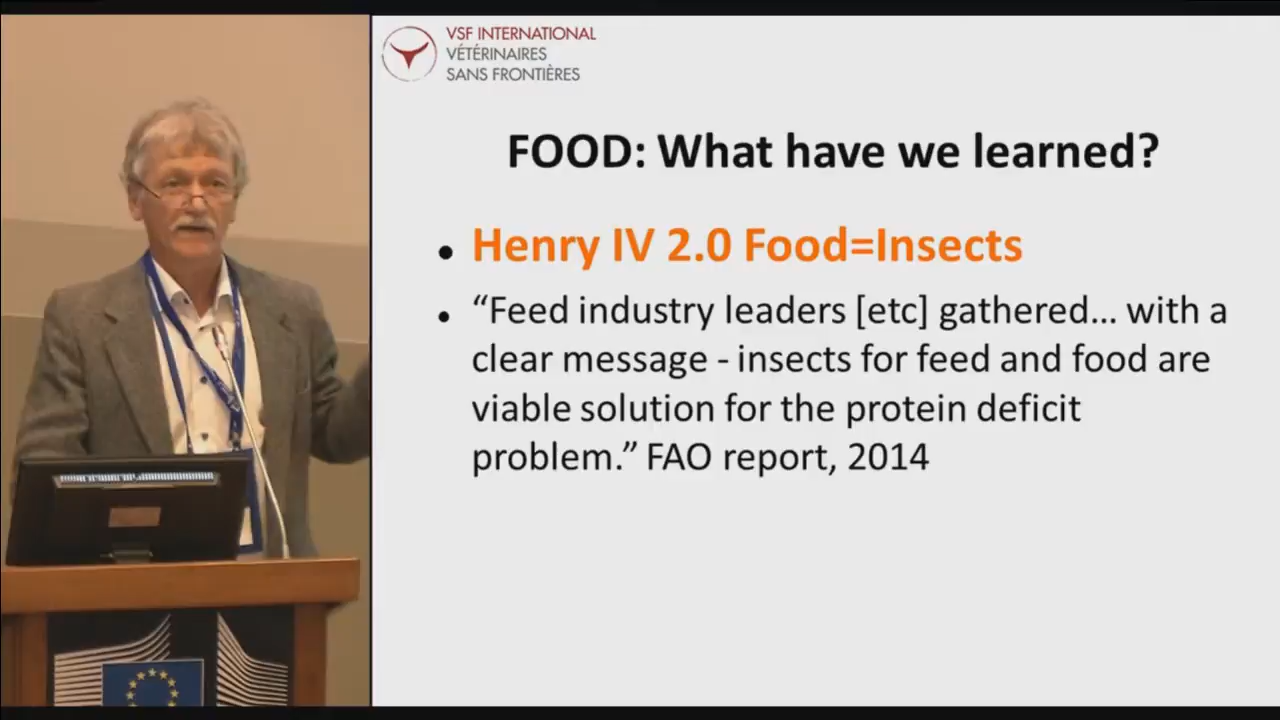 VSF INTERNATIONAL
VÉTÉRINAIRES
SANS FRONTIÈRES
FOOD: What have we learned?
• Henry IV 2.0 Food=Insects
• “Feed industry leaders [etc] gathered... with a
clear message - insects for feed and food are
viable solution for the protein deficit
problem.” FAO report, 2014